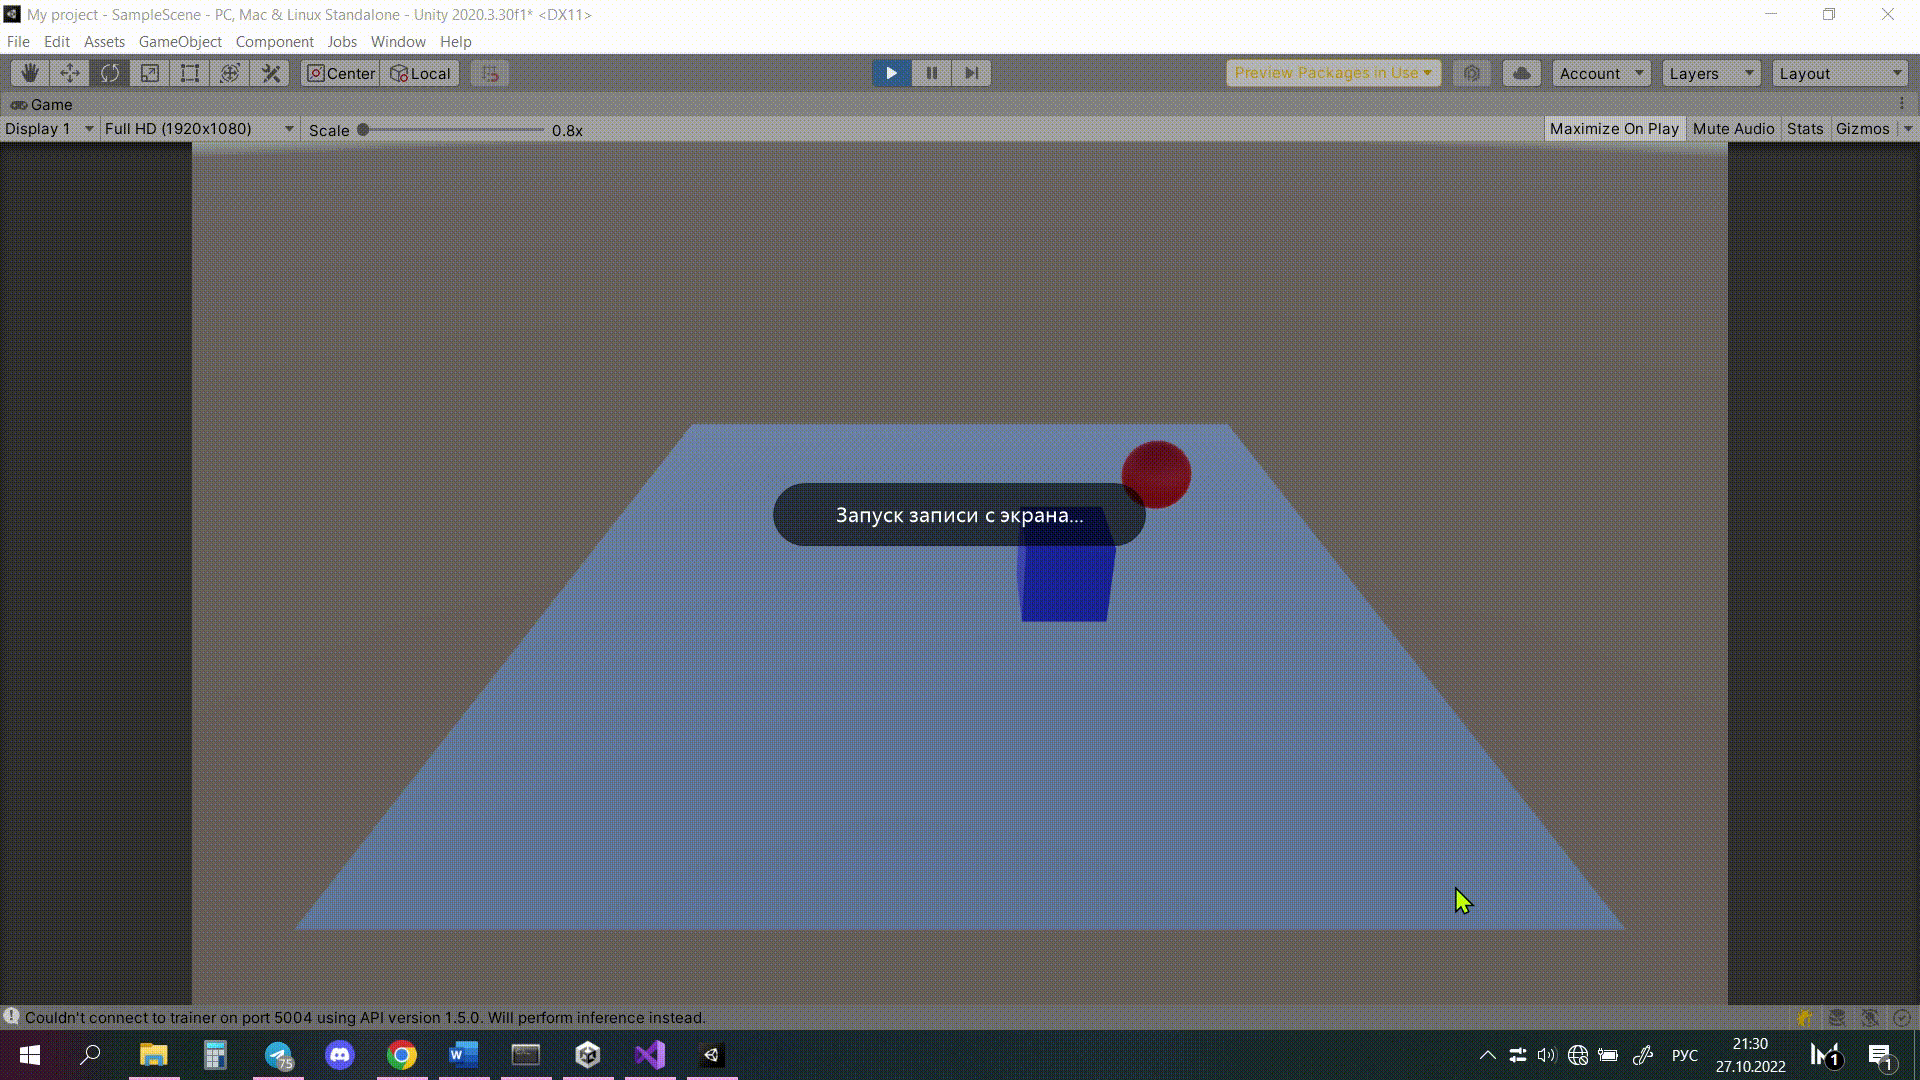 My project - SampleScene - PC, Mac & Linux Standalone - Unity 2020.3.30f1* <DX11>
File Edit Assets GameObject Component Jobs Window Help
Center Local Preview Packages in Use Account Layers Layout
Game
Display 1 Full HD (1920x1080) Scale 0.8x Maximize On Play Mute Audio Stats Gizmos
Запуск записи с экрана...
Couldn't connect to trainer on port 5004 using API version 1.5.0. Will perform inference instead.
75
РУС
21:30
27.10.2022
1
1